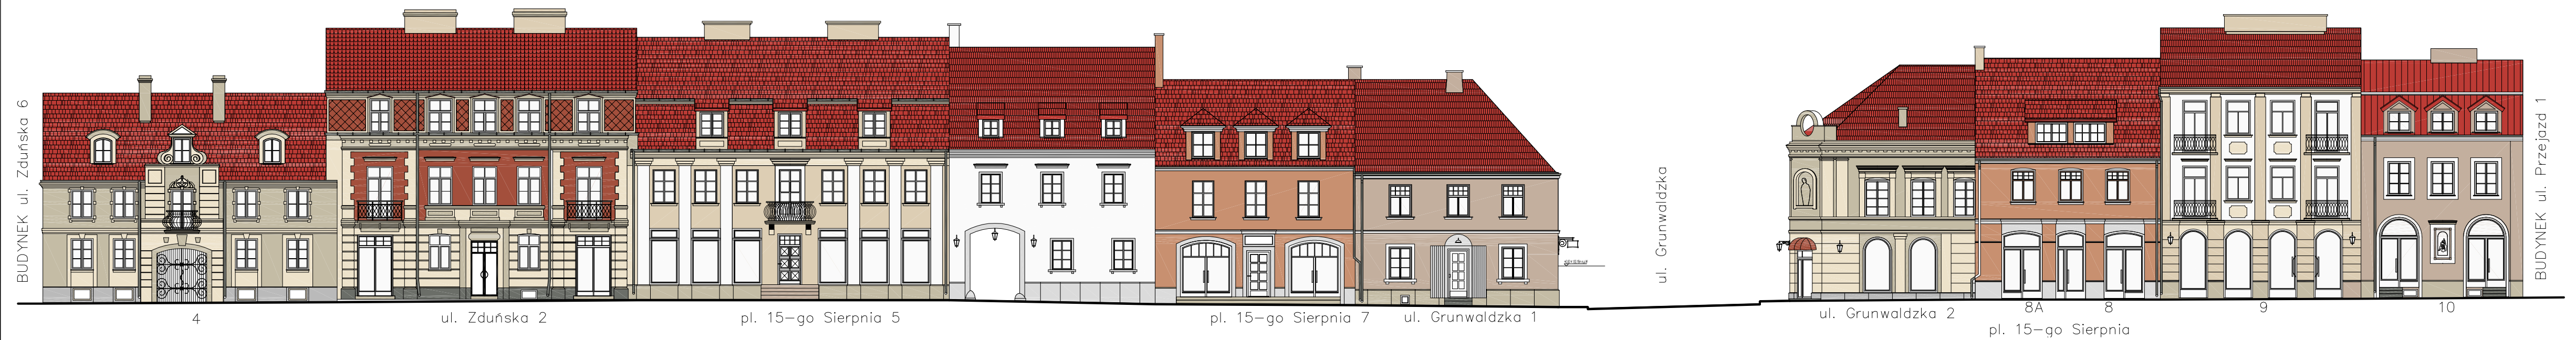 BUDYNEK ul. Zduńska 6
4
ul. Zduńska 2
pl. 15-go Sierpnia 5
pl. 15-go Sierpnia 7
ul. Grunwaldzka 1
ul. Grunwaldzka
ul. Grunwaldzka 2
8A
8
9
10
pl. 15-go Sierpnia
BUDYNEK ul. Przejazd 1